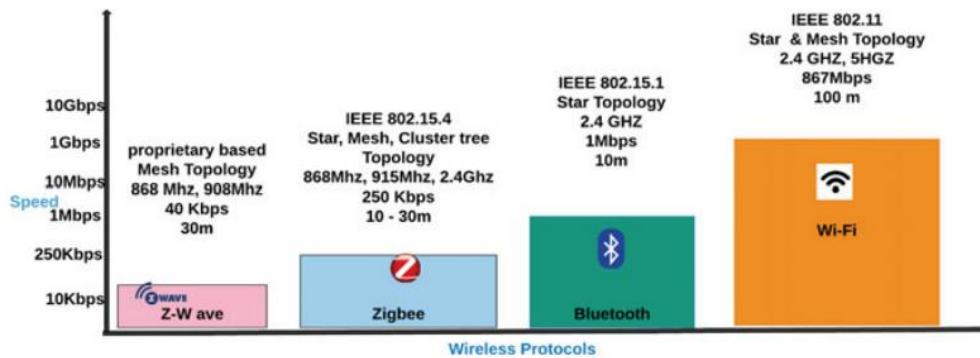 IEEE 802.11
Star & Mesh Topology
2.4 GHZ, 5HGZ
867Mbps
100 m
IEEE 802.15.1
Star Topology
2.4 GHZ
1Mbps
10m
IEEE 802.15.4
Star, Mesh, Cluster tree
Topology
868Mhz, 915Mhz, 2.4Ghz
250 Kbps
10 - 30m
proprietary based
Mesh Topology
868 Mhz, 908Mhz
40 Kbps
30m
10Gbps
1Gbps
10Mbps
Speed
1Mbps
250Kbps
10Kbps
Z WAVE
Z-W ave
Zigbee
Bluetooth
Wi-Fi
Wireless Protocols